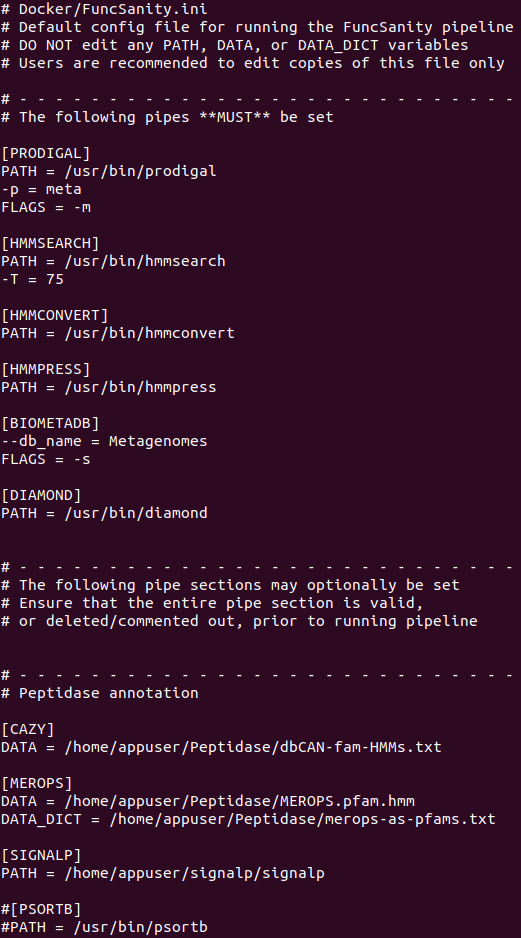 # Docker/FuncSanity.ini
# Default config file for running the FuncSanity pipeline
# DO NOT edit any PATH, DATA, or DATA_DICT variables
# Users are recommended to edit copies of this file only
# - - - - - - - - - - - - - - - - - - - - - - - - - - - -
# The following pipes **MUST** be set
[PRODIGAL]
PATH = /usr/bin/prodigal
-p = meta
FLAGS = -m
[HMMSEARCH]
PATH = /usr/bin/hmmsearch
-T = 75
[HMMCONVERT]
PATH = /usr/bin/hmmconvert
[HMMPRESS]
PATH = /usr/bin/hmmpress
[BIOMETADB]
--db_name = Metagenomes
FLAGS = -s
[DIAMOND]
PATH = /usr/bin/diamond
# - - - - - - - - - - - - - - - - - - - - - - - - - - - -
# The following pipe sections may optionally be set
# Ensure that the entire pipe section is valid,
# or deleted/commented out, prior to running pipeline
# - - - - - - - - - - - - - - - - - - - - - - - - - - - -
# Peptidase annotation
[CAZY]
DATA = /home/appuser/Peptidase/dbCAN-fam-HMMs.txt
[MEROPS]
DATA = /home/appuser/Peptidase/MEROPS.pfam.hmm
DATA_DICT = /home/appuser/Peptidase/merops-as-pfams.txt
[SIGNALP]
PATH = /home/appuser/signalp/signalp
#[PSORTB]
#PATH = /usr/bin/psortb